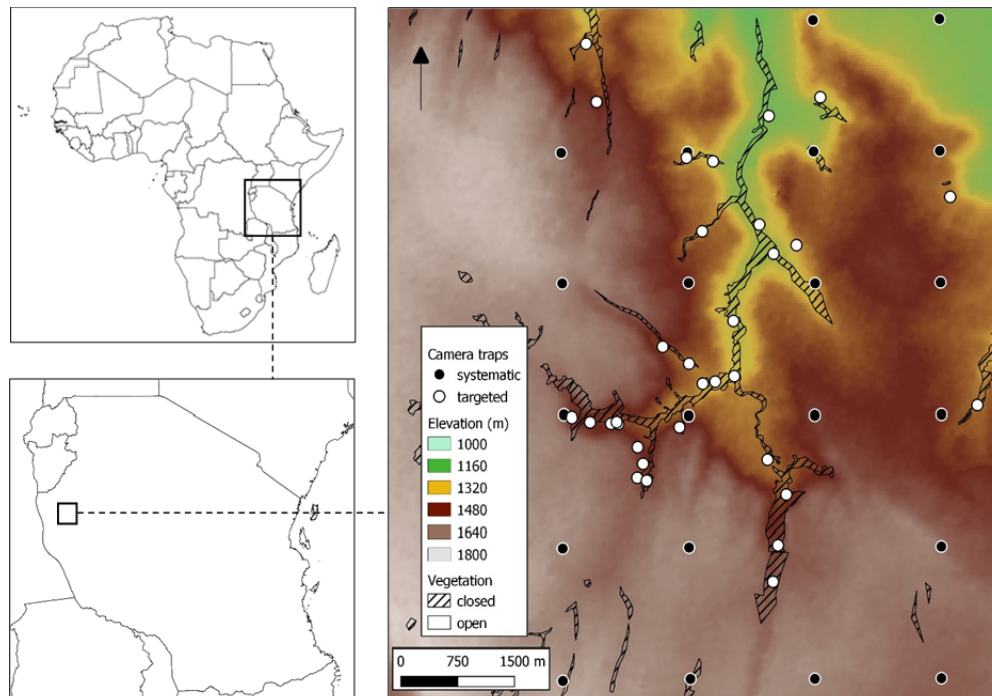 Camera traps
systematic
targeted
Elevation (m)
1000
1160
1320
1480
1640
1800
Vegetation
closed
open
0 750 1500 m